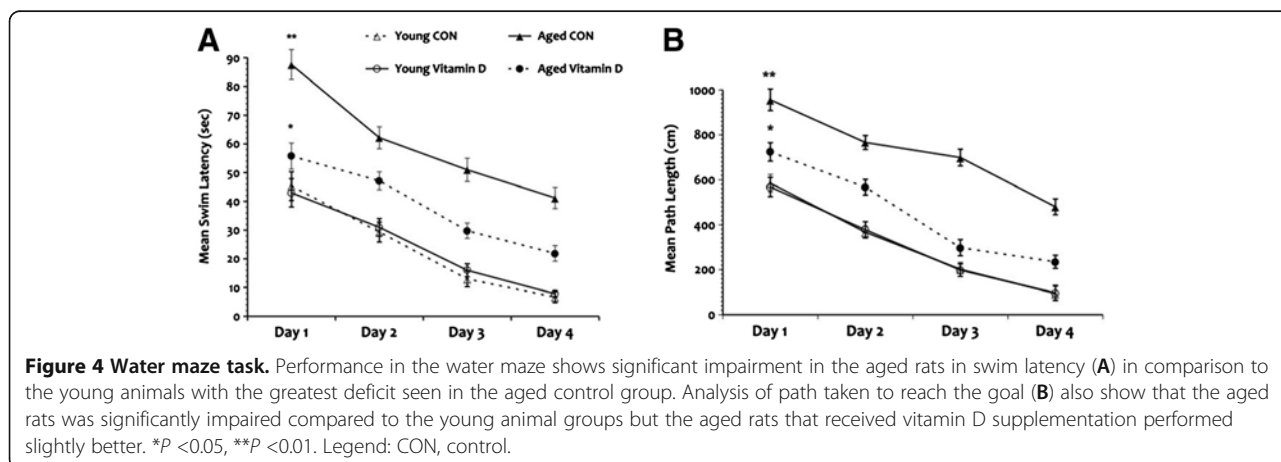 A
**
Young CON
Aged CON
Young Vitamin D
Aged Vitamin D
Mean Swim Latency (sec)
90
80
70
60
50
40
30
20
10
0
*
Day 1 Day 2 Day 3 Day 4
B
**
*
Mean Path Length (cm)
1000
800
600
400
200
0
Day 1 Day 2 Day 3 Day 4
Figure 4 Water maze task. Performance in the water maze shows significant impairment in the aged rats in swim latency (A) in comparison to
the young animals with the greatest deficit seen in the aged control group. Analysis of path taken to reach the goal (B) also show that the aged
rats was significantly impaired compared to the young animal groups but the aged rats that received vitamin D supplementation performed
slightly better. *P <0.05, **P <0.01. Legend: CON, control.